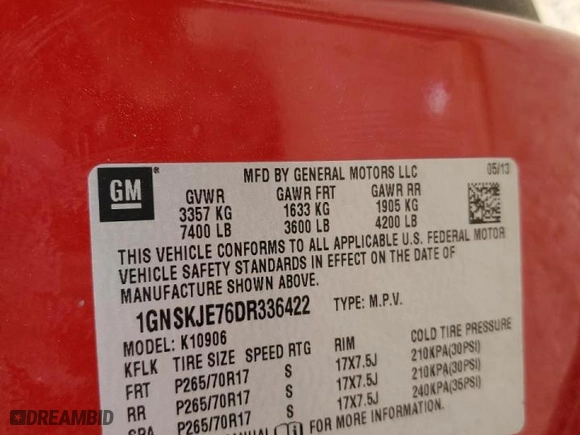 GM
MFD BY GENERAL MOTORS LLC 05/13
GVWR GAWR FRT GAWR RR
3357 KG 1633 KG 1905 KG
7400 LB 3600 LB 4200 LB
THIS VEHICLE CONFORMS TO ALL APPLICABLE U.S. FEDERAL MOTOR
VEHICLE SAFETY STANDARDS IN EFFECT ON THE DATE OF
MANUFACTURE SHOWN ABOVE.
1GNSKJE76DR336422 TYPE: M.P.V.
MODEL: K10906
KFLK TIRE SIZE SPEED RTG RIM COLD TIRE PRESSURE
FRT P265/70R17 S 17X7.5J 210KPA(30PSI)
RR P265/70R17 S 17X7.5J 210KPA(30PSI)
SPA P265/70R17 S 17X7.5J 240KPA(35PSI)
MANUAL FOR MORE INFORMATION.
DREAMBID